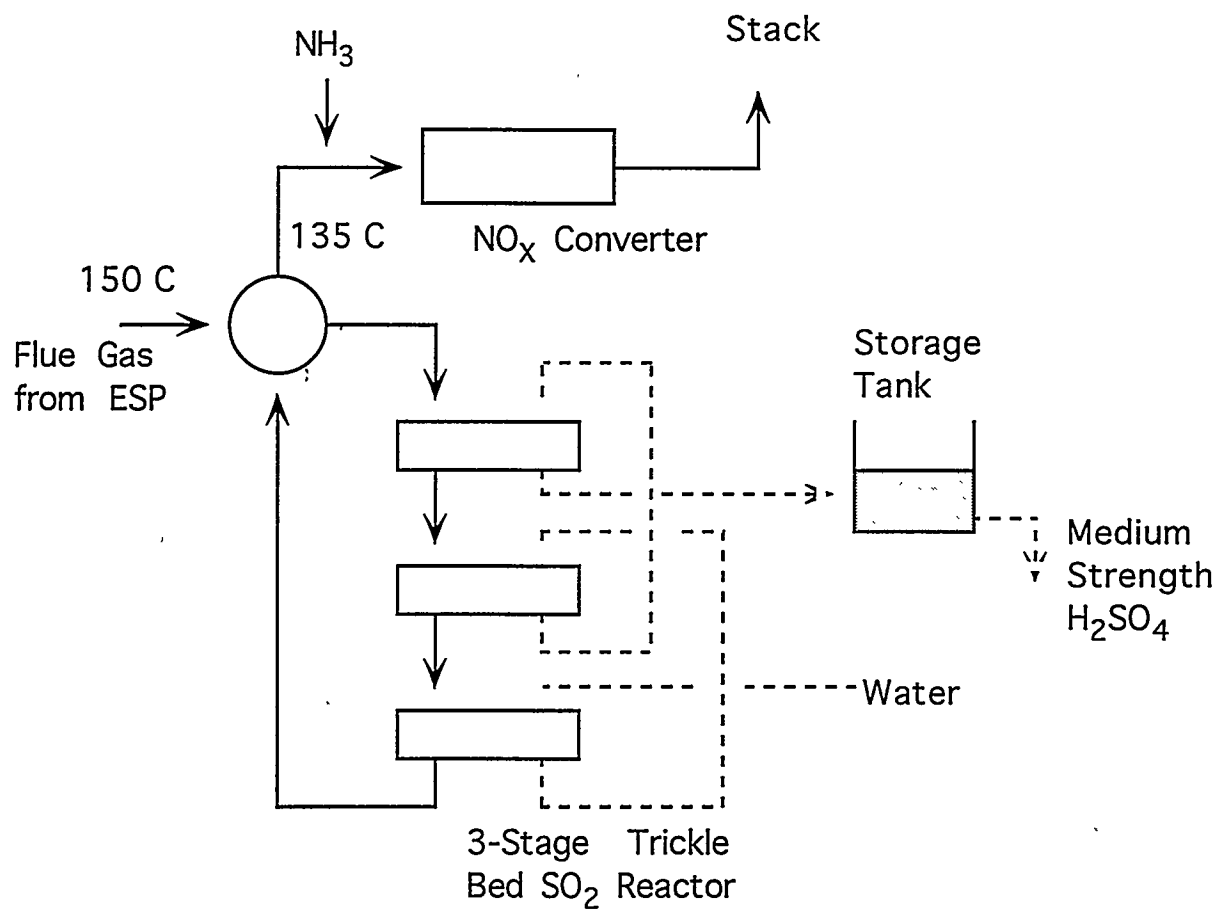 NH3
Stack
135 C
NOX Converter
150 C
Flue Gas
from ESP
Storage
Tank
Medium
Strength
H2SO4
Water
3-Stage Trickle
Bed SO2 Reactor